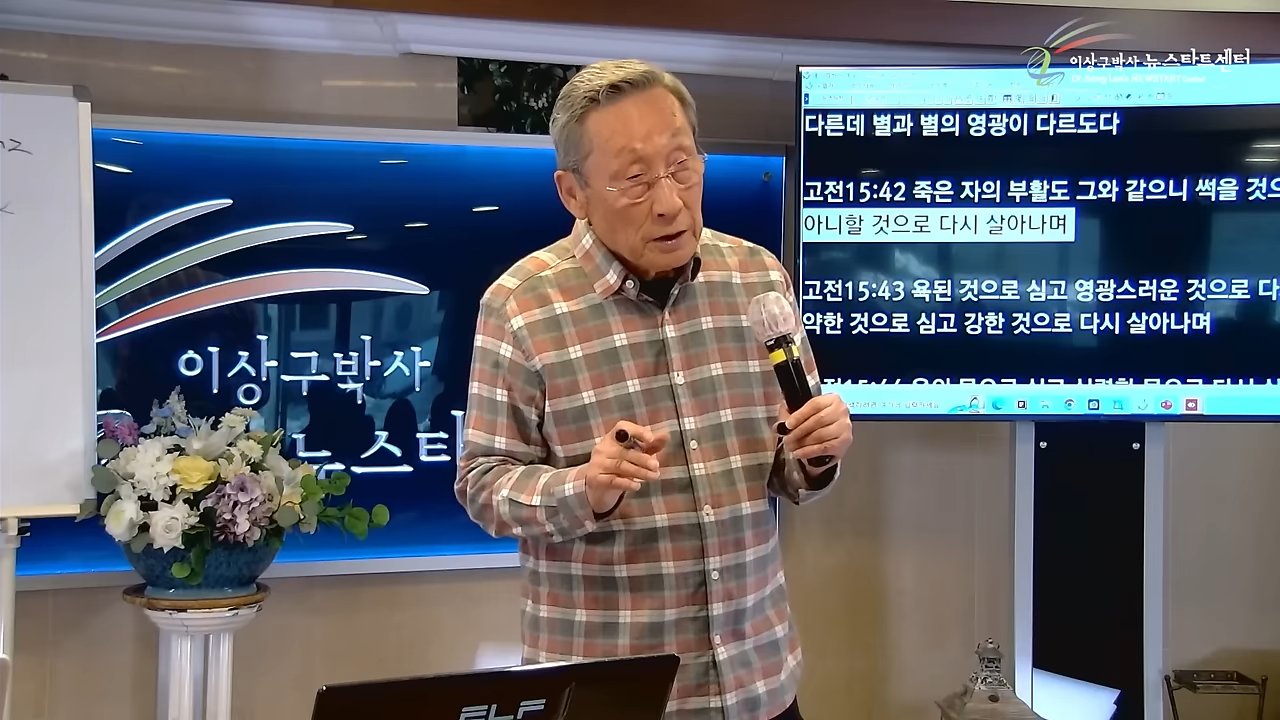 이상구박사 뉴스타트센터
다른데 별과 별의 영광이 다르도다
고전15:42 죽은 자의 부활도 그와 같으니 썩을 것으
아니할 것으로 다시 살아나며
고전15:43 욕된 것으로 심고 영광스러운 것으로 다
약한 것으로 심고 강한 것으로 다시 살아나며
이상구박사
뉴스타